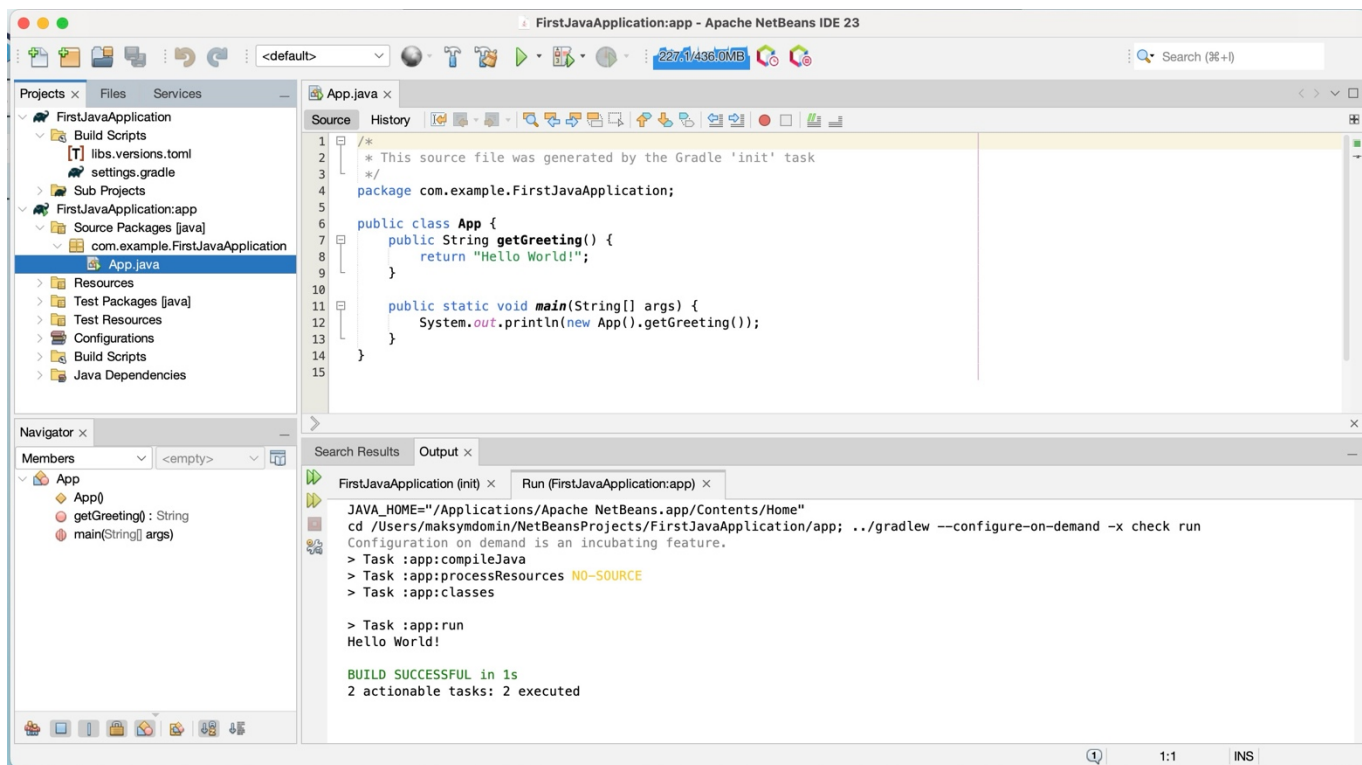 FirstJavaApplication:app - Apache NetBeans IDE 23
<default>
227.1/436.0MB
Search (⌘+I)
Projects
Files
Services
FirstJavaApplication
Build Scripts
[T] libs.versions.toml
settings.gradle
Sub Projects
FirstJavaApplication:app
Source Packages [java]
com.example.FirstJavaApplication
App.java
Resources
Test Packages [java]
Test Resources
Configurations
Build Scripts
Java Dependencies
App.java
Source
History
1 /*
2  * This source file was generated by the Gradle 'init' task
3  */
4 package com.example.FirstJavaApplication;
5
6 public class App {
7     public String getGreeting() {
8         return "Hello World!";
9     }
10
11     public static void main(String[] args) {
12         System.out.println(new App().getGreeting());
13     }
14 }
15
Navigator
Members
<empty>
App
App()
getGreeting() : String
main(String[] args)
Search Results
Output
FirstJavaApplication (init)
Run (FirstJavaApplication:app)
JAVA_HOME="/Applications/Apache NetBeans.app/Contents/Home"
cd /Users/maksymdomin/NetBeansProjects/FirstJavaApplication/app; ../gradlew --configure-on-demand -x check run
Configuration on demand is an incubating feature.
> Task :app:compileJava
> Task :app:processResources NO-SOURCE
> Task :app:classes
> Task :app:run
Hello World!
BUILD SUCCESSFUL in 1s
2 actionable tasks: 2 executed
1
1:1
INS